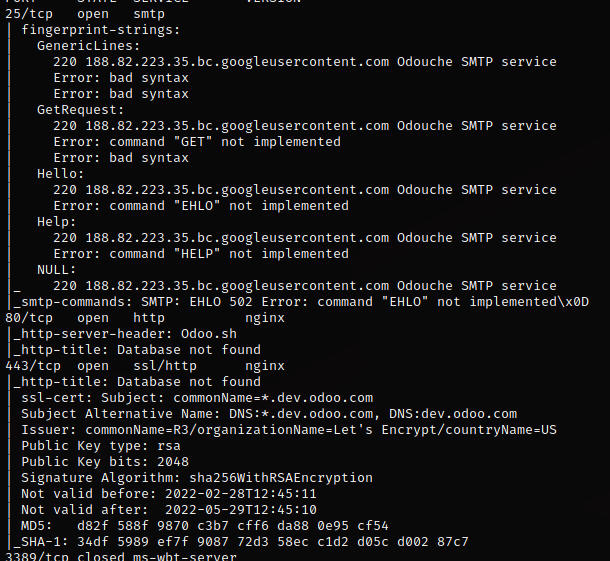 PORT STATE SERVICE VERSION
25/tcp open smtp
| fingerprint-strings:
| GenericLines:
| 220 188.82.223.35.bc.googleusercontent.com Odouche SMTP service
| Error: bad syntax
| Error: bad syntax
| GetRequest:
| 220 188.82.223.35.bc.googleusercontent.com Odouche SMTP service
| Error: command "GET" not implemented
| Error: bad syntax
| Hello:
| 220 188.82.223.35.bc.googleusercontent.com Odouche SMTP service
| Error: command "EHLO" not implemented
| Help:
| 220 188.82.223.35.bc.googleusercontent.com Odouche SMTP service
| Error: command "HELP" not implemented
| NULL:
|_ 220 188.82.223.35.bc.googleusercontent.com Odouche SMTP service
|_smtp-commands: SMTP: EHLO 502 Error: command "EHLO" not implemented\x0D
80/tcp open http nginx
|_http-server-header: Odoo.sh
|_http-title: Database not found
443/tcp open ssl/http nginx
|_http-title: Database not found
| ssl-cert: Subject: commonName=*.dev.odoo.com
| Subject Alternative Name: DNS:*.dev.odoo.com, DNS:dev.odoo.com
| Issuer: commonName=R3/organizationName=Let's Encrypt/countryName=US
| Public Key type: rsa
| Public Key bits: 2048
| Signature Algorithm: sha256WithRSAEncryption
| Not valid before: 2022-02-28T12:45:11
| Not valid after: 2022-05-29T12:45:10
| MD5: d82f 588f 9870 c3b7 cff6 da88 0e95 cf54
|_SHA-1: 34df 5989 ef7f 9087 72d3 58ec c1d2 d05c d002 87c7
3389/tcp closed ms-wbt-server